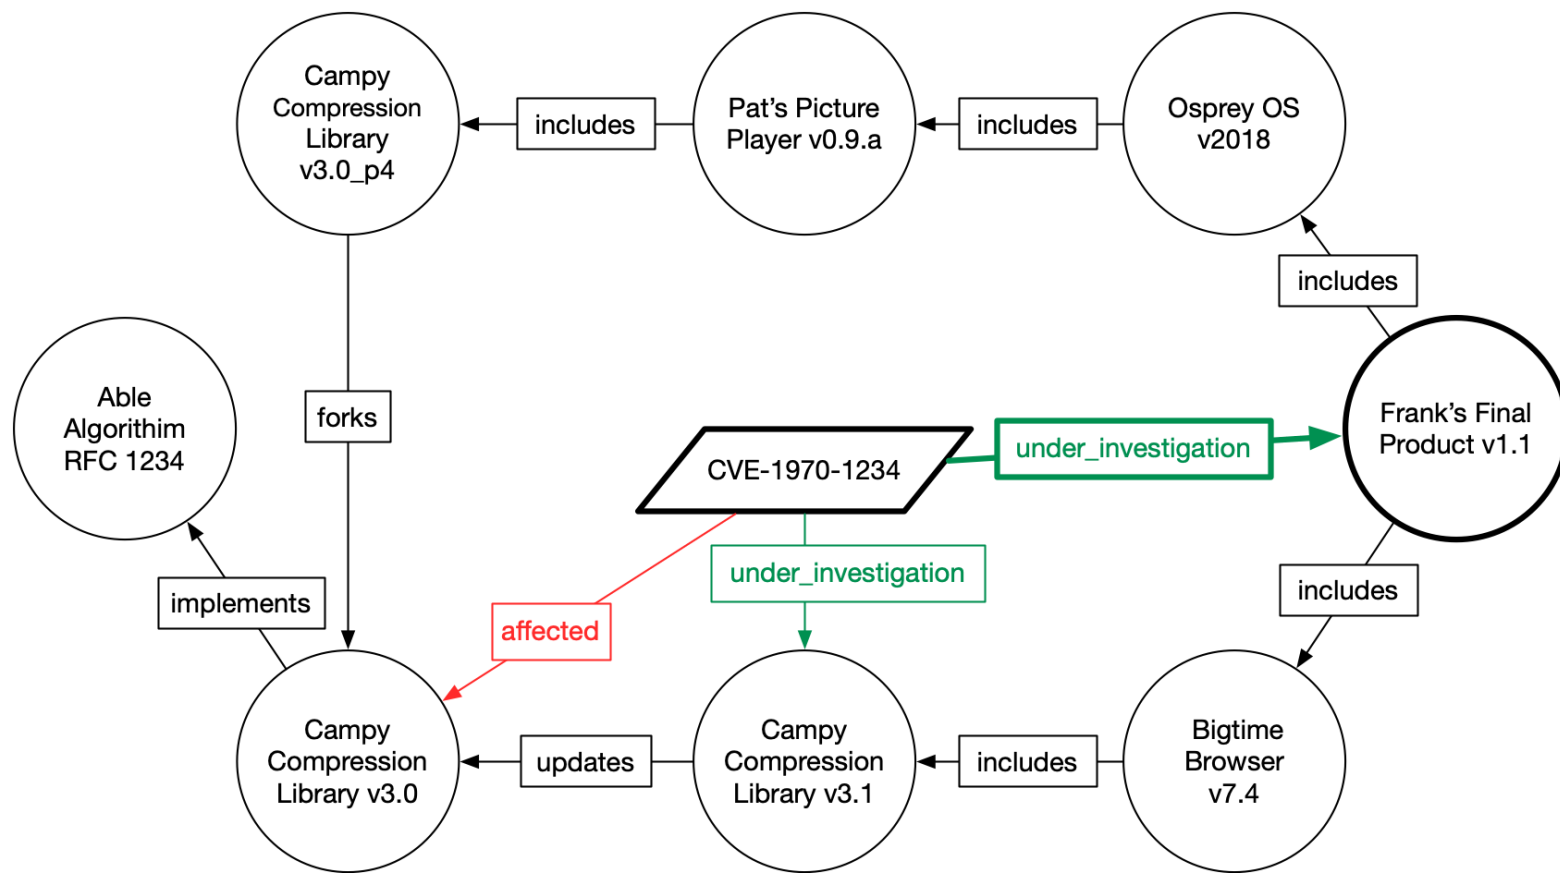 Campy
Compression
Library
v3.0_p4
includes
Pat’s Picture
Player v0.9.a
includes
Osprey OS
v2018
includes
Able
Algorithim
RFC 1234
forks
CVE-1970-1234
under_investigation
Frank’s Final
Product v1.1
under_investigation
includes
implements
affected
Campy
Compression
Library v3.0
updates
Campy
Compression
Library v3.1
includes
Bigtime
Browser
v7.4